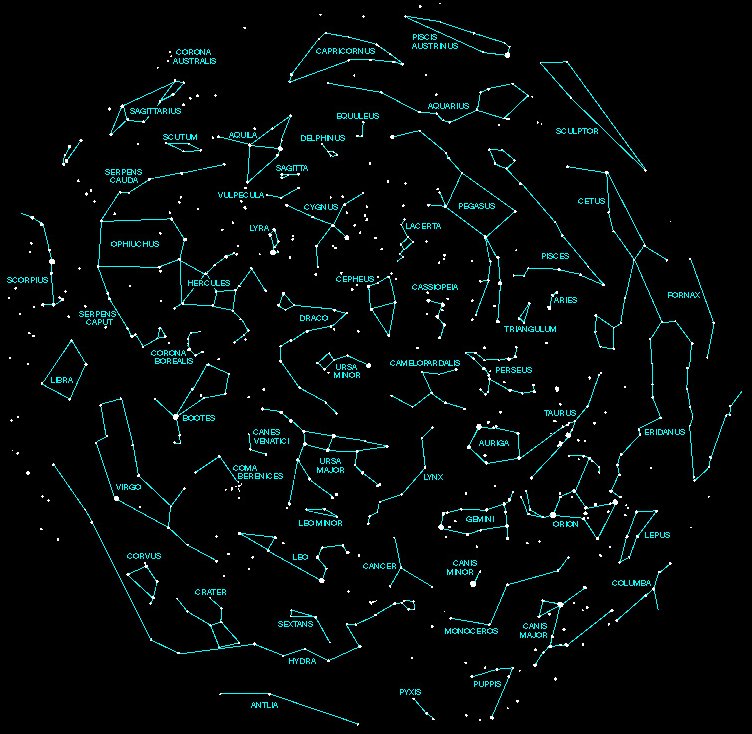 CORONA
AUSTRALIS
CAPRICORNUS
PISCIS
AUSTRINUS
SAGITTARIUS
AQUARIUS
EQUULEUS
SCULPTOR
SCUTUM
AQUILA
DELPHINUS
SERPENS
CAUDA
SAGITTA
VULPECULA
CYGNUS
PEGASUS
CETUS
LYRA
LACERTA
OPHIUCHUS
PISCES
SCORPIUS
HERCULES
CEPHEUS
CASSIOPEIA
FORNAX
ARIES
SERPENS
CAPUT
DRACO
TRIANGULUM
CORONA
BOREALIS
URSA
MINOR
CAMELOPARDALIS
PERSEUS
LIBRA
BOOTES
TAURUS
CANES
VENATICI
AURIGA
ERIDANUS
URSA
MAJOR
COMA
BERENICES
LYNX
VIRGO
LEO MINOR
GEMINI
ORION
LEPUS
CORVUS
LEO
CANCER
CANIS
MINOR
COLUMBA
CRATER
SEXTANS
MONOCEROS
CANIS
MAJOR
HYDRA
PUPPIS
PYXIS
ANTLIA